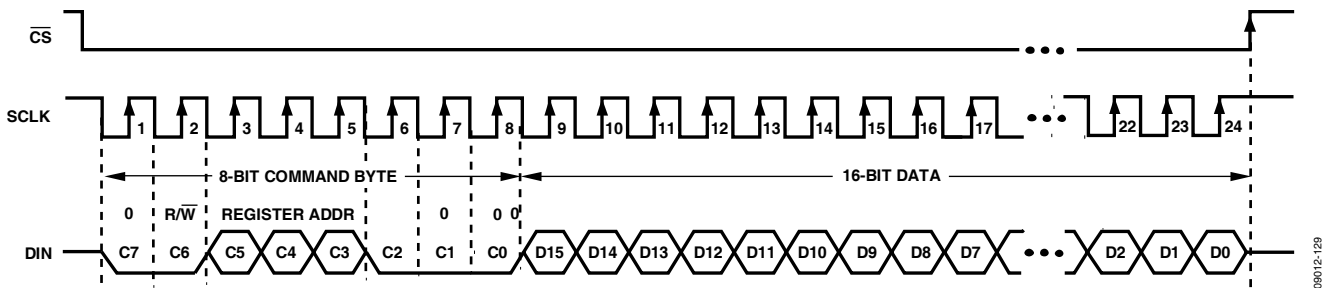 CS
SCLK
1 2 3 4 5 6 7 8 9 10 11 12 13 14 15 16 17 22 23 24
8-BIT COMMAND BYTE 16-BIT DATA
0 R/W REGISTER ADDR 0 0 0
DIN C7 C6 C5 C4 C3 C2 C1 C0 D15 D14 D13 D12 D11 D10 D9 D8 D7 D2 D1 D0
09012-129